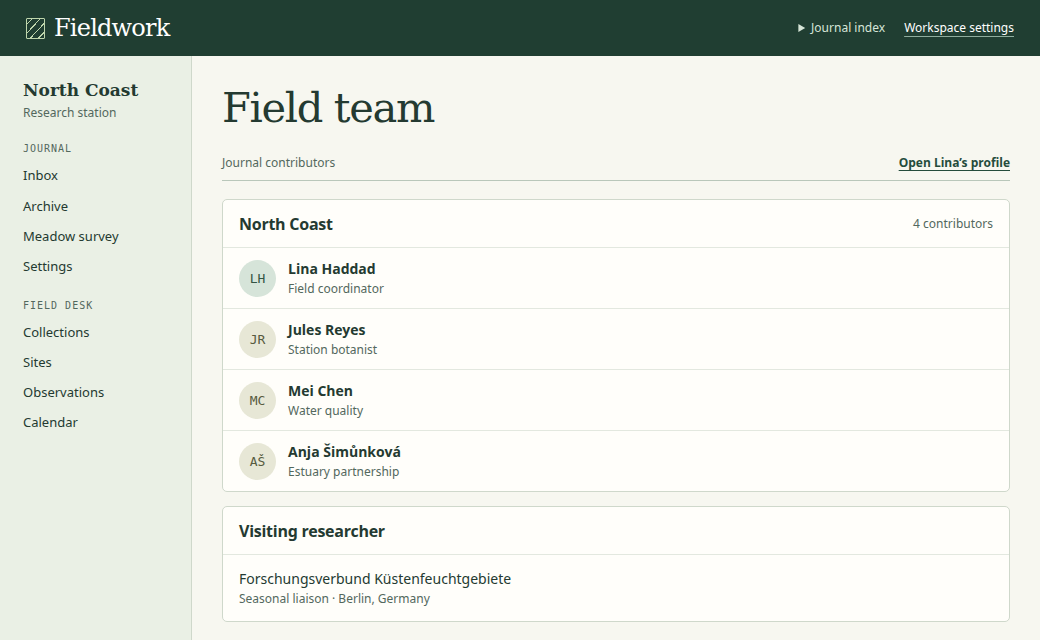 Fieldwork
Journal index
Workspace settings
North Coast
Research station
JOURNAL
Inbox
Archive
Meadow survey
Settings
FIELD DESK
Collections
Sites
Observations
Calendar
Field team
Journal contributors
Open Lina’s profile
North Coast
4 contributors
LH
Lina Haddad
Field coordinator
JR
Jules Reyes
Station botanist
MC
Mei Chen
Water quality
AŠ
Anja Šimůnková
Estuary partnership
Visiting researcher
Forschungsverbund Küstenfeuchtgebiete
Seasonal liaison · Berlin, Germany